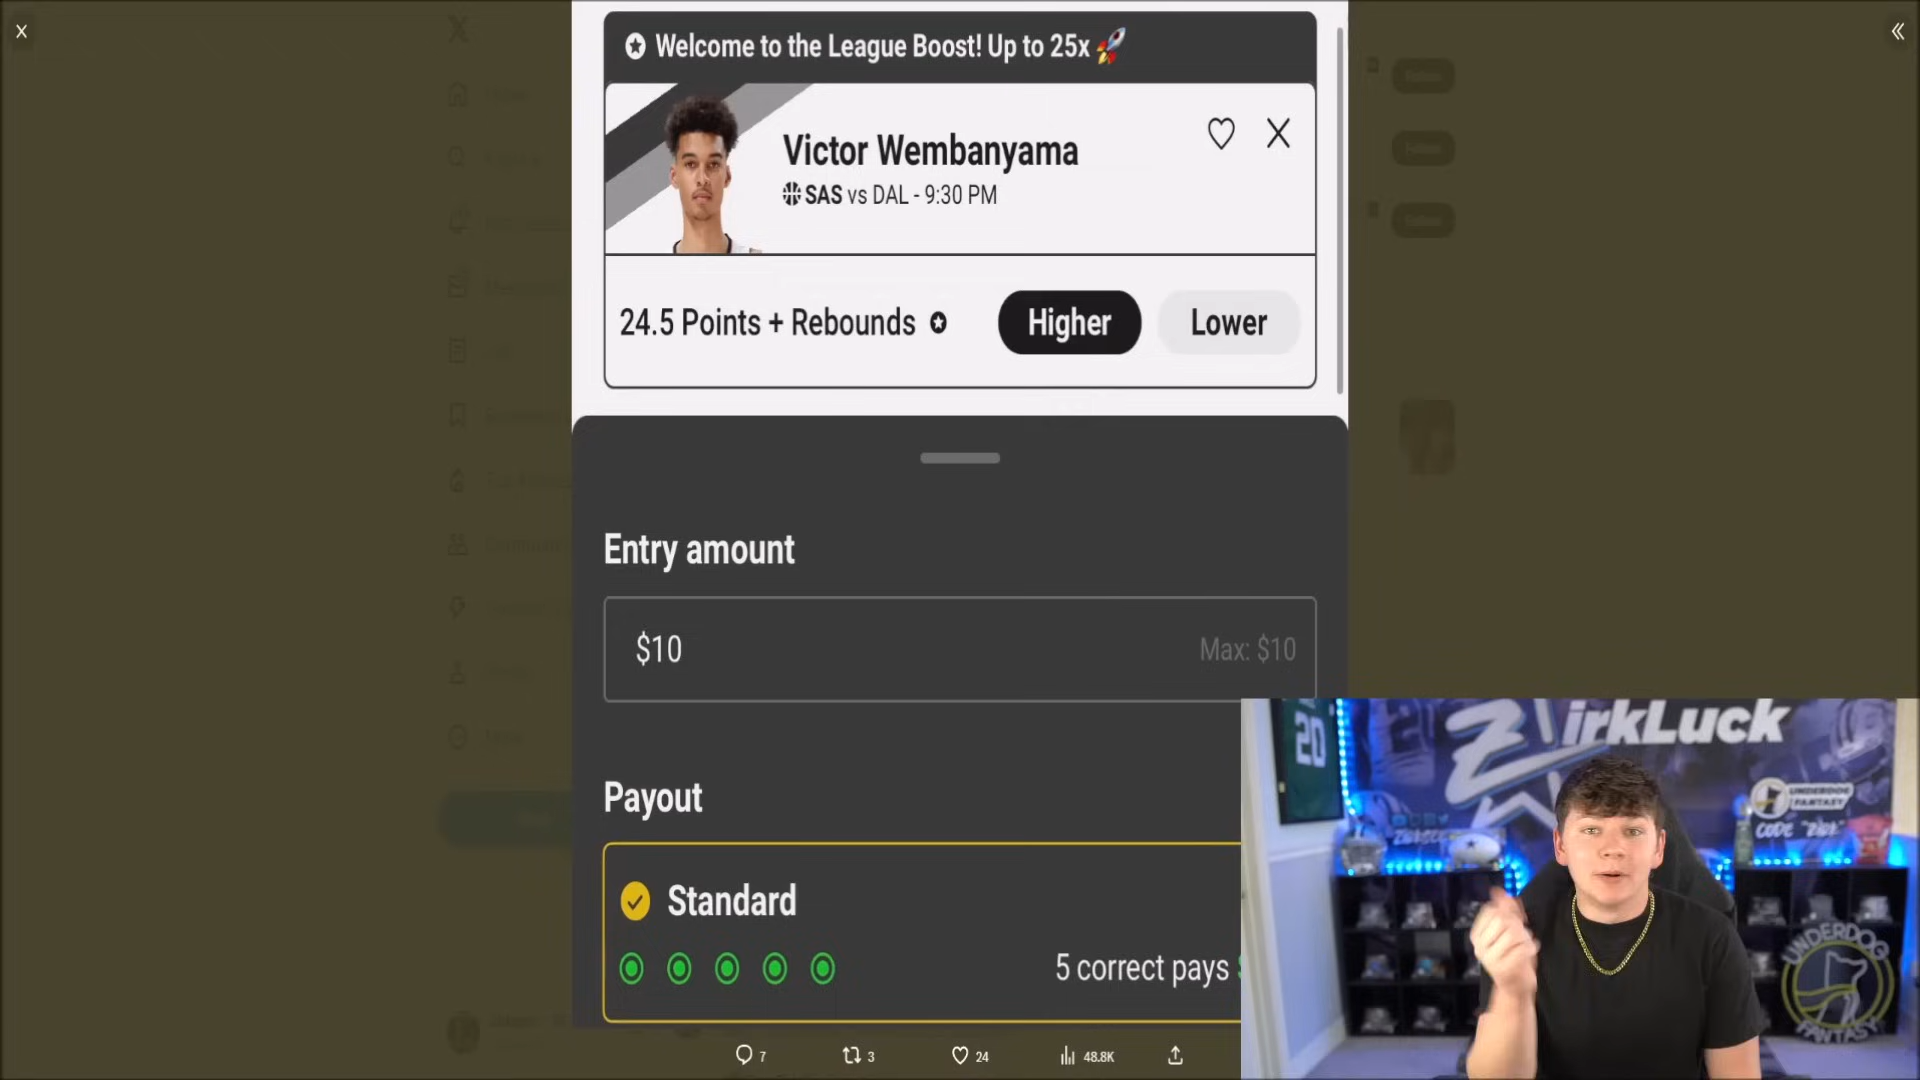 Welcome to the League Boost! Up to 25x 🚀
Victor Wembanyama
SAS vs DAL - 9:30 PM
24.5 Points + Rebounds
Higher
Lower
Entry amount
$10
Max: $10
Payout
Standard
5 correct pays
7
3
24
48.8K
20
ZirkLuck
UNDERDOG
FANTASY
CODE "ZIRK"
UNDERDOG
FANTASY